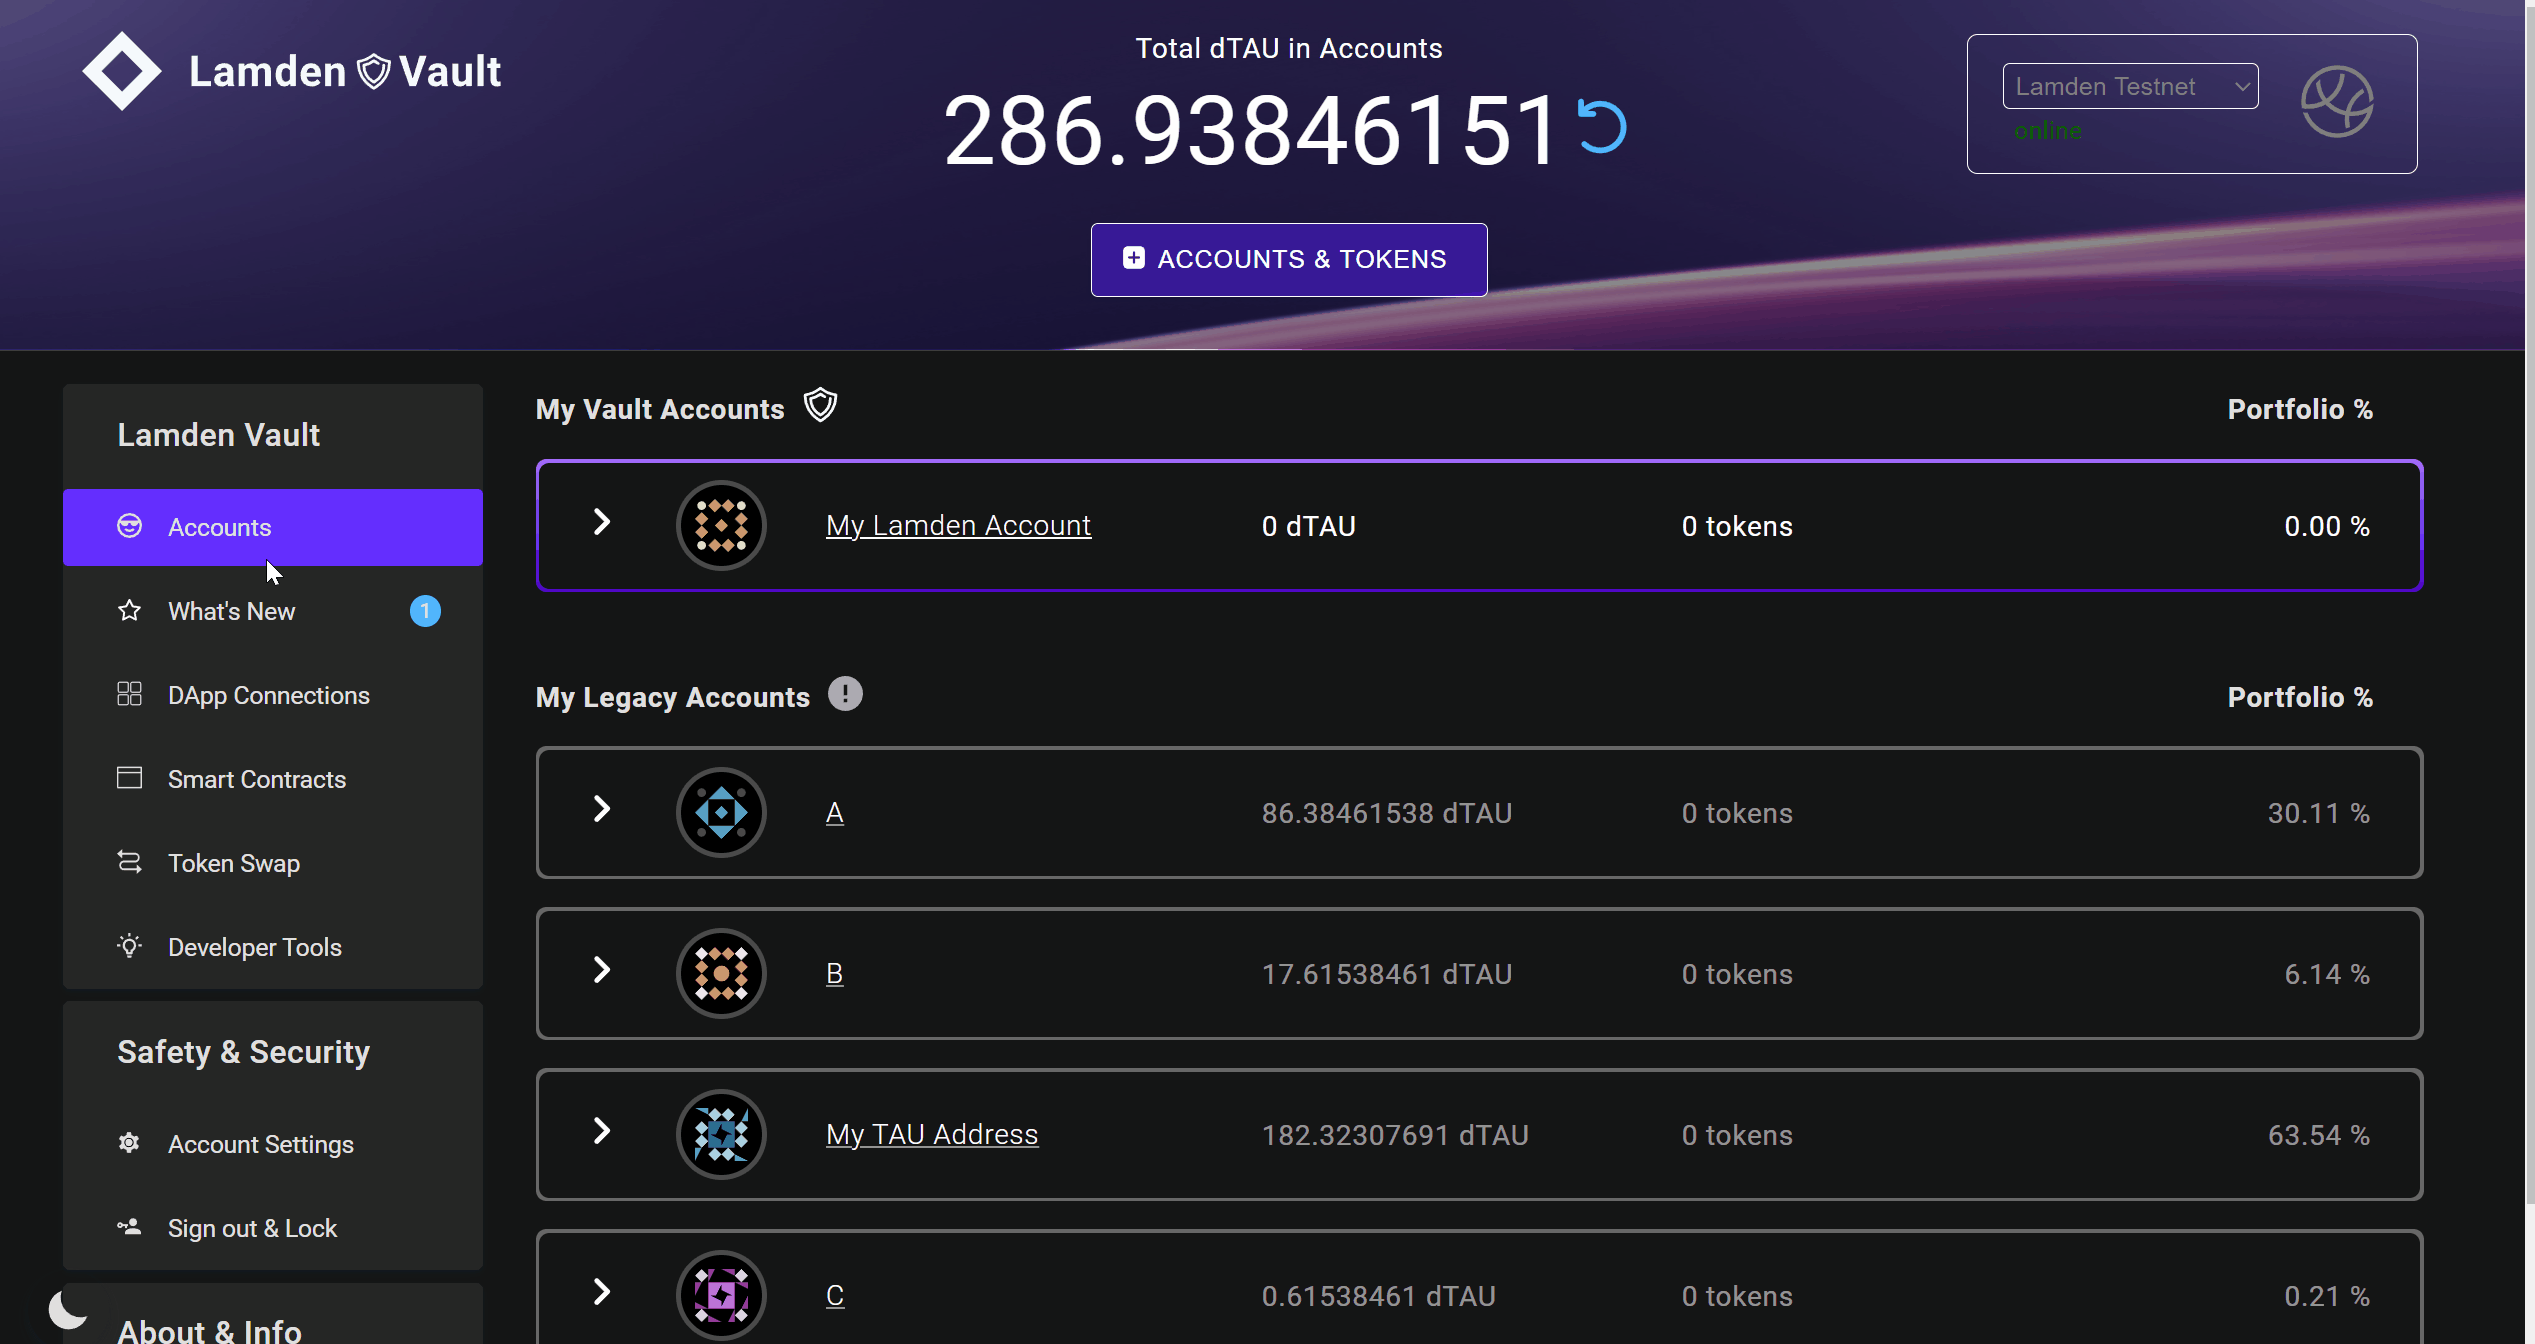 Lamden Vault
Total dTAU in Accounts
286.93846151
ACCOUNTS & TOKENS
Lamden Testnet
online
Lamden Vault
Accounts
What's New
1
DApp Connections
Smart Contracts
Token Swap
Developer Tools
Safety & Security
Account Settings
Sign out & Lock
About & Info
My Vault Accounts
Portfolio %
My Lamden Account 0 dTAU 0 tokens 0.00 %
My Legacy Accounts
Portfolio %
A 86.38461538 dTAU 0 tokens 30.11 %
B 17.61538461 dTAU 0 tokens 6.14 %
My TAU Address 182.32307691 dTAU 0 tokens 63.54 %
C 0.61538461 dTAU 0 tokens 0.21 %